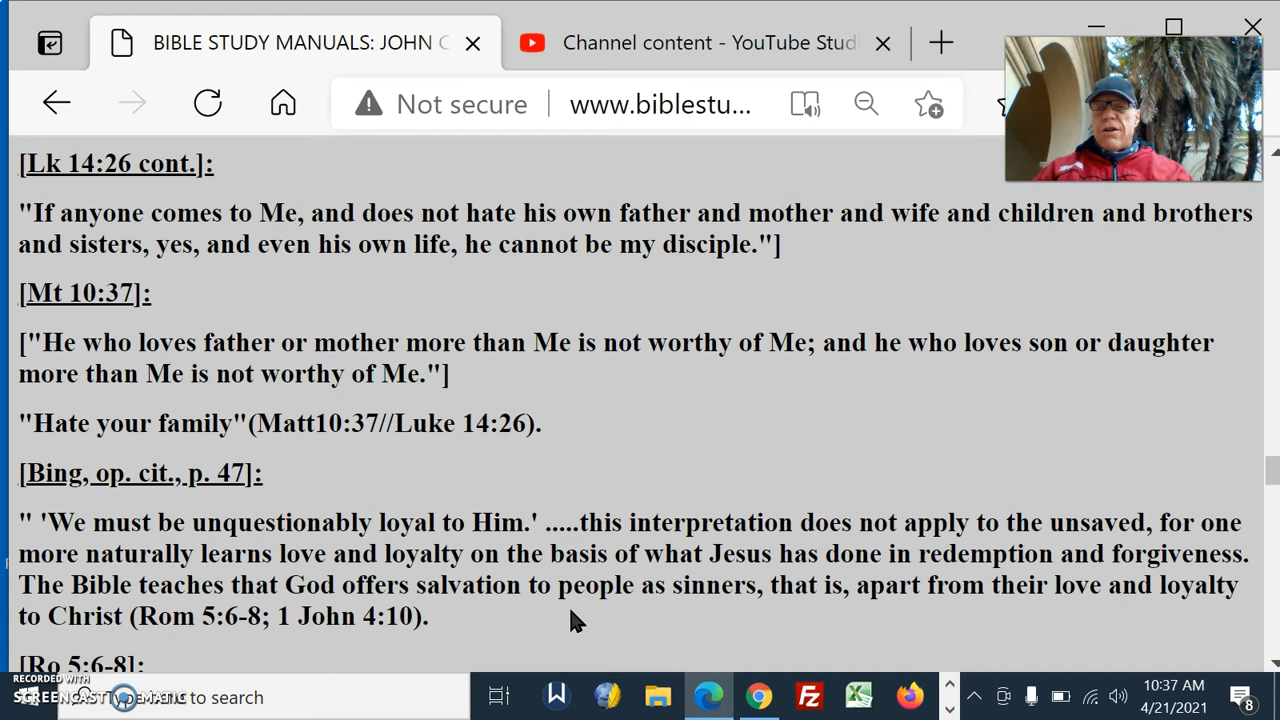 BIBLE STUDY MANUALS: JOHN C
Channel content - YouTube Stud
Not secure
www.biblestu...
[Lk 14:26 cont.]:
"If anyone comes to Me, and does not hate his own father and mother and wife and children and brothers
and sisters, yes, and even his own life, he cannot be my disciple."]
[Mt 10:37]:
["He who loves father or mother more than Me is not worthy of Me; and he who loves son or daughter
more than Me is not worthy of Me."]
"Hate your family"(Matt10:37//Luke 14:26).
[Bing, op. cit., p. 47]:
" 'We must be unquestionably loyal to Him.' .....this interpretation does not apply to the unsaved, for one
more naturally learns love and loyalty on the basis of what Jesus has done in redemption and forgiveness.
The Bible teaches that God offers salvation to people as sinners, that is, apart from their love and loyalty
to Christ (Rom 5:6-8; 1 John 4:10).
[Ro 5:6-8]:
RECORDED WITH
SCREENCAST MATIC
to search
10:37 AM
4/21/2021
8